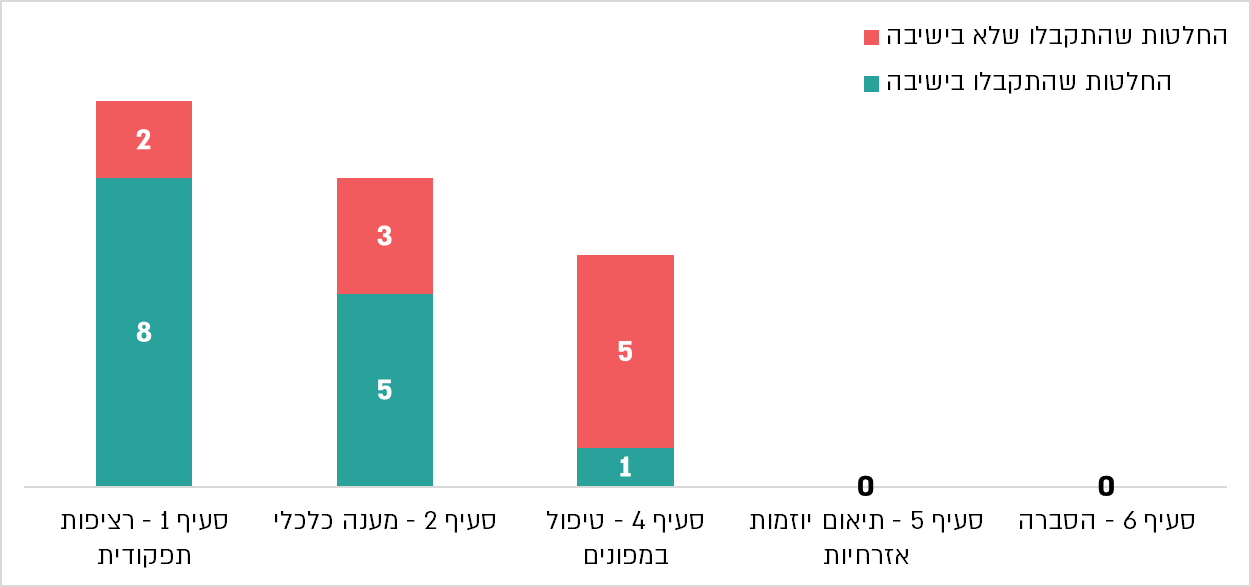 החלטות שהתקבלו שלא בישיבה
החלטות שהתקבלו בישיבה
2
8
3
5
5
1
0
0
סעיף 1 - רציפות
תפקודית
סעיף 2 - מענה כלכלי
סעיף 4 - טיפול
במפונים
סעיף 5 - תיאום יוזמות
אזרחיות
סעיף 6 - הסברה